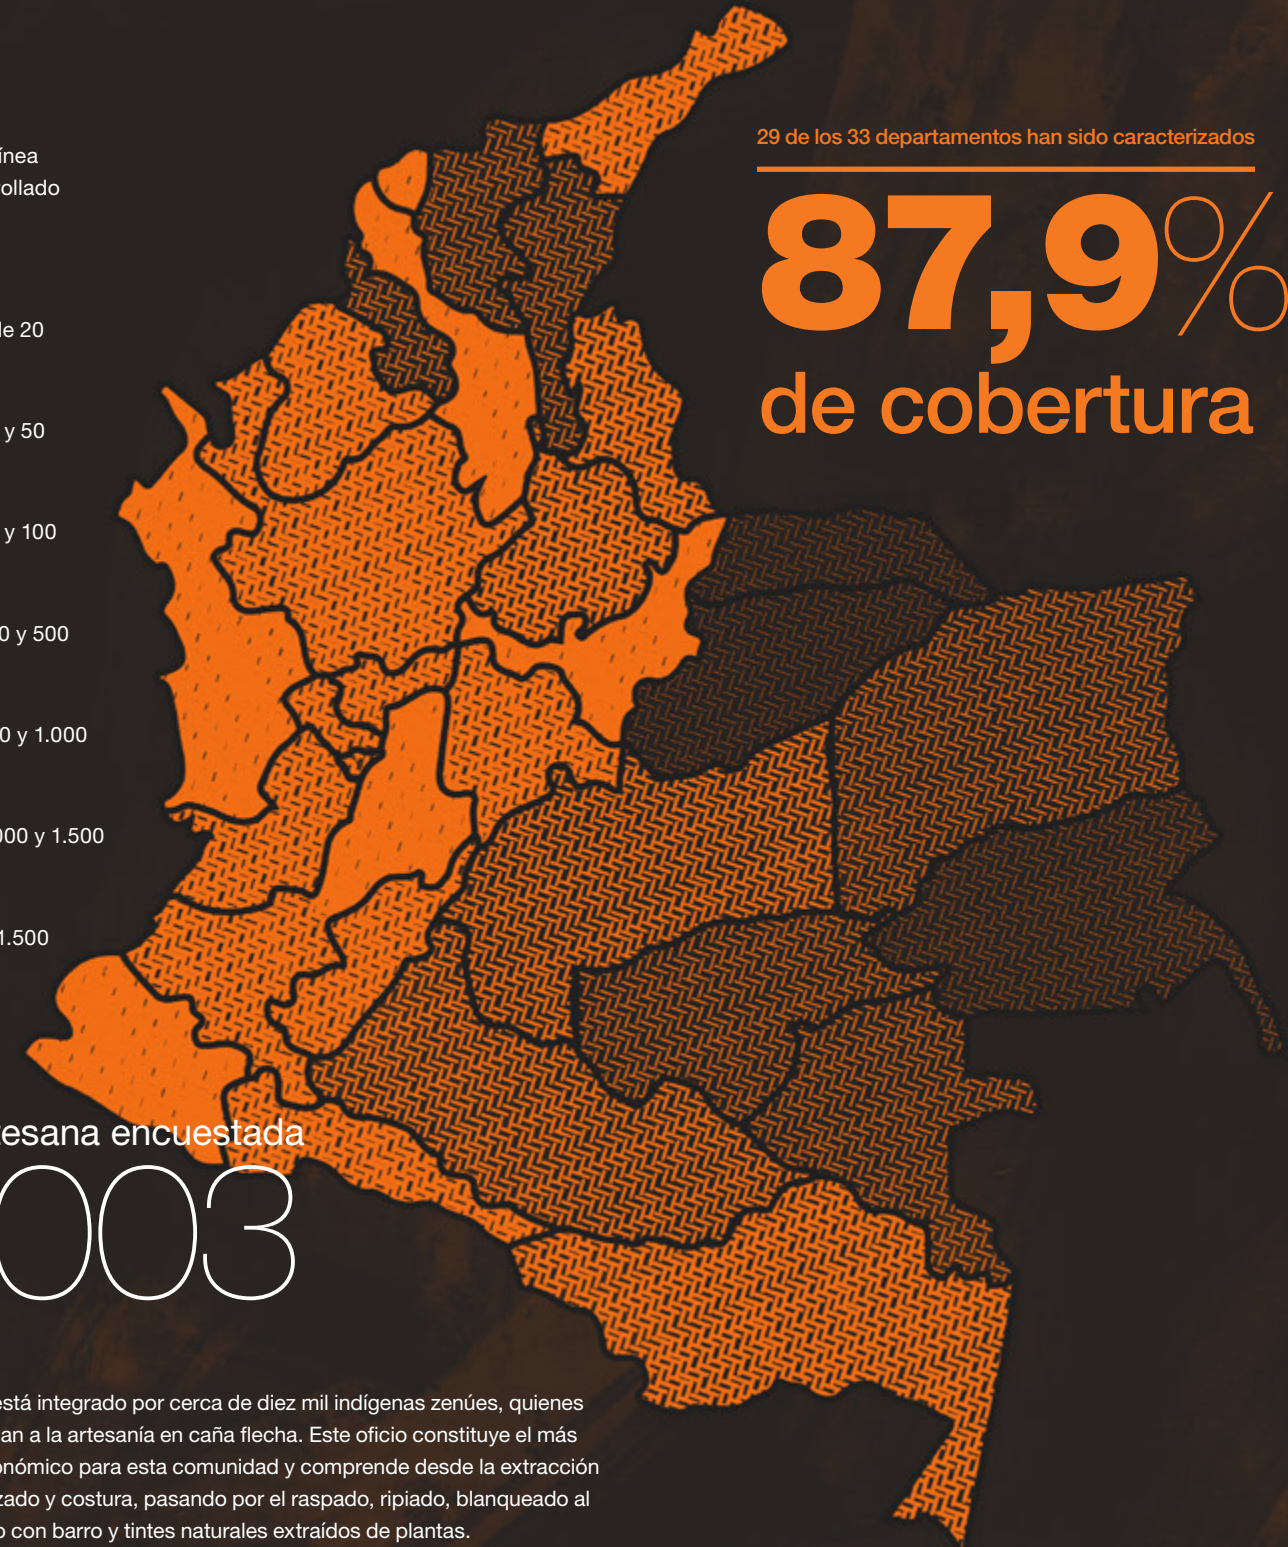 29 de los 33 departamentos han sido caracterizados
87,9%
de cobertura
ínea
ollado
de 20
y 50
y 100
0 y 500
0 y 1.000
000 y 1.500
1.500
esana encuestada
003
está integrado por cerca de diez mil indígenas zenúes, quienes
an a la artesanía en caña flecha. Este oficio constituye el más
onómico para esta comunidad y comprende desde la extracción
zado y costura, pasando por el raspado, ripiado, blanqueado al
o con barro y tintes naturales extraídos de plantas.